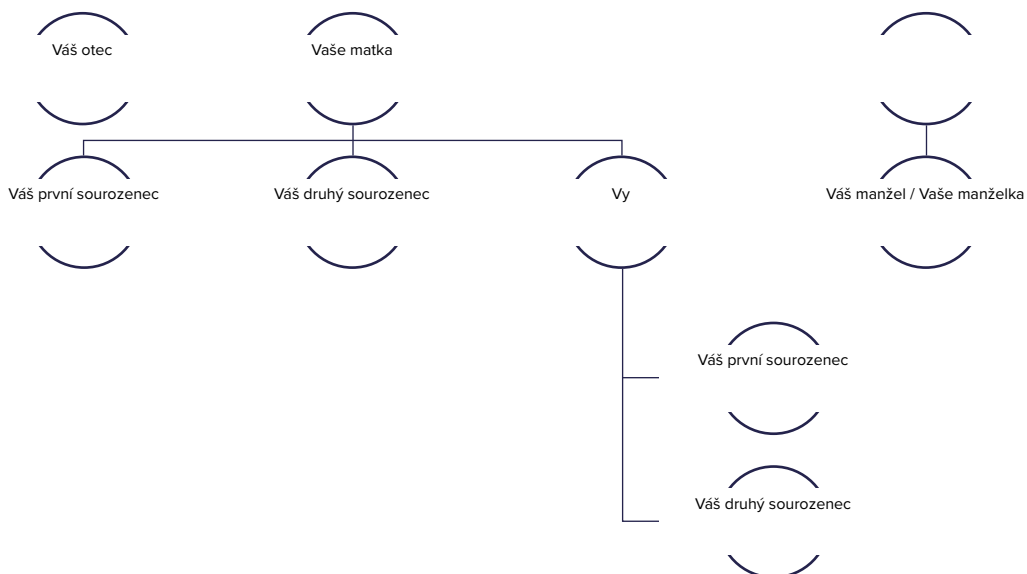 Váš otec
Vaše matka
Váš první sourozenec
Váš druhý sourozenec
Vy
Váš manžel / Vaše manželka
Váš první sourozenec
Váš druhý sourozenec